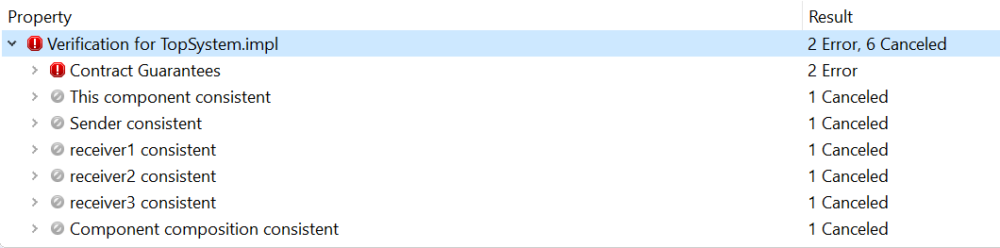 Property Result
Verification for TopSystem.impl 2 Error, 6 Canceled
Contract Guarantees 2 Error
This component consistent 1 Canceled
Sender consistent 1 Canceled
receiver1 consistent 1 Canceled
receiver2 consistent 1 Canceled
receiver3 consistent 1 Canceled
Component composition consistent 1 Canceled